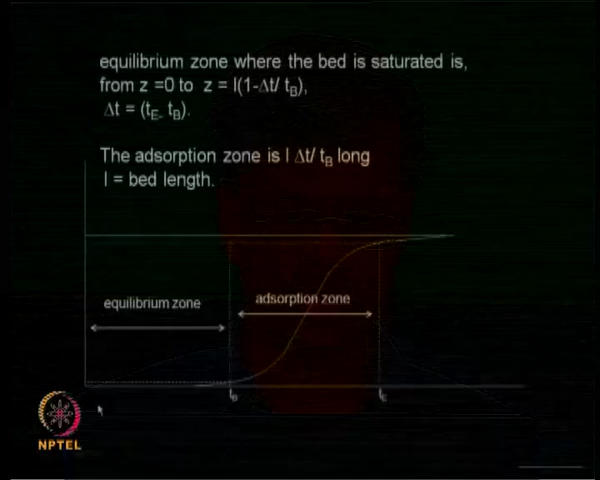 equilibrium zone where the bed is saturated is,
from z =0 to z = l(1-Δt/ tB),
Δt = (tE- tB).
The adsorption zone is l Δt/ tB long
l = bed length.
equilibrium zone
adsorption zone
tB
tE
NPTEL